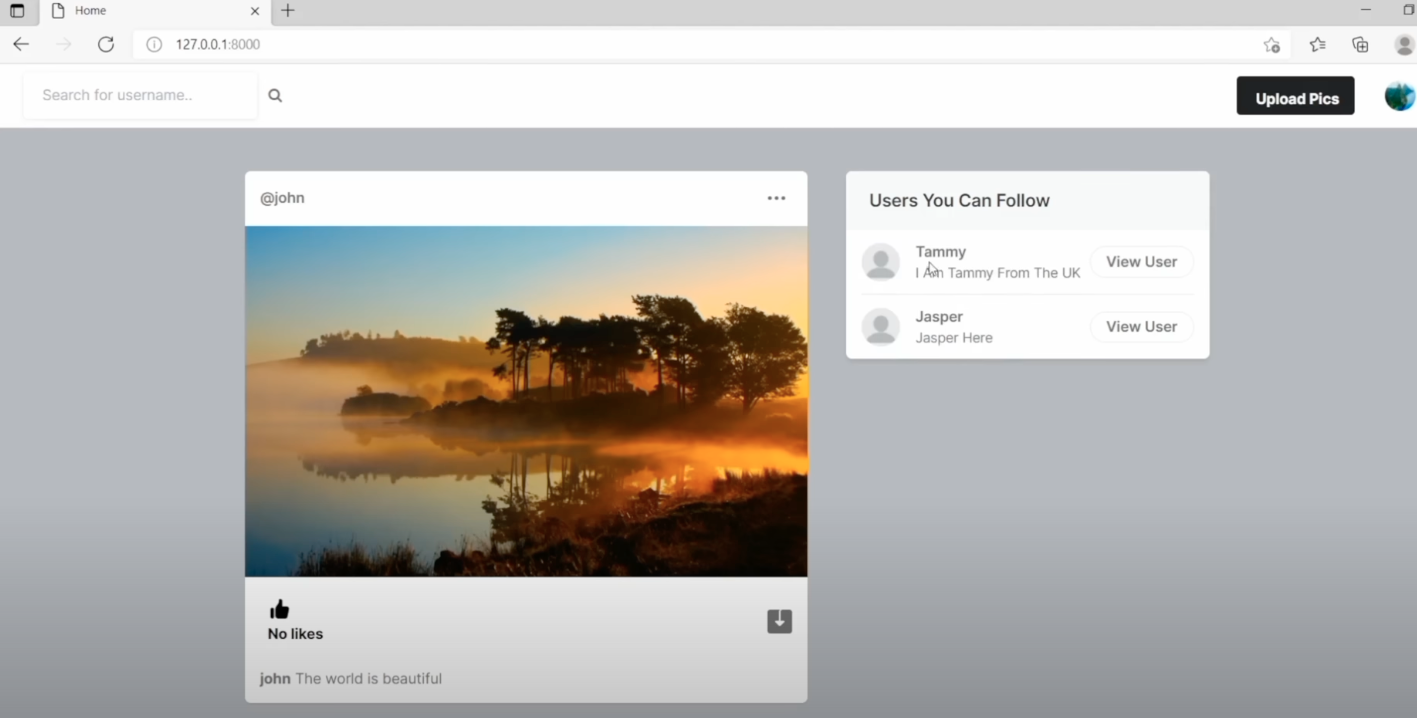 Home
127.0.0.1:8000
Search for username..
Upload Pics
@john
Users You Can Follow
Tammy
I Am Tammy From The UK
View User
Jasper
Jasper Here
View User
No likes
john The world is beautiful